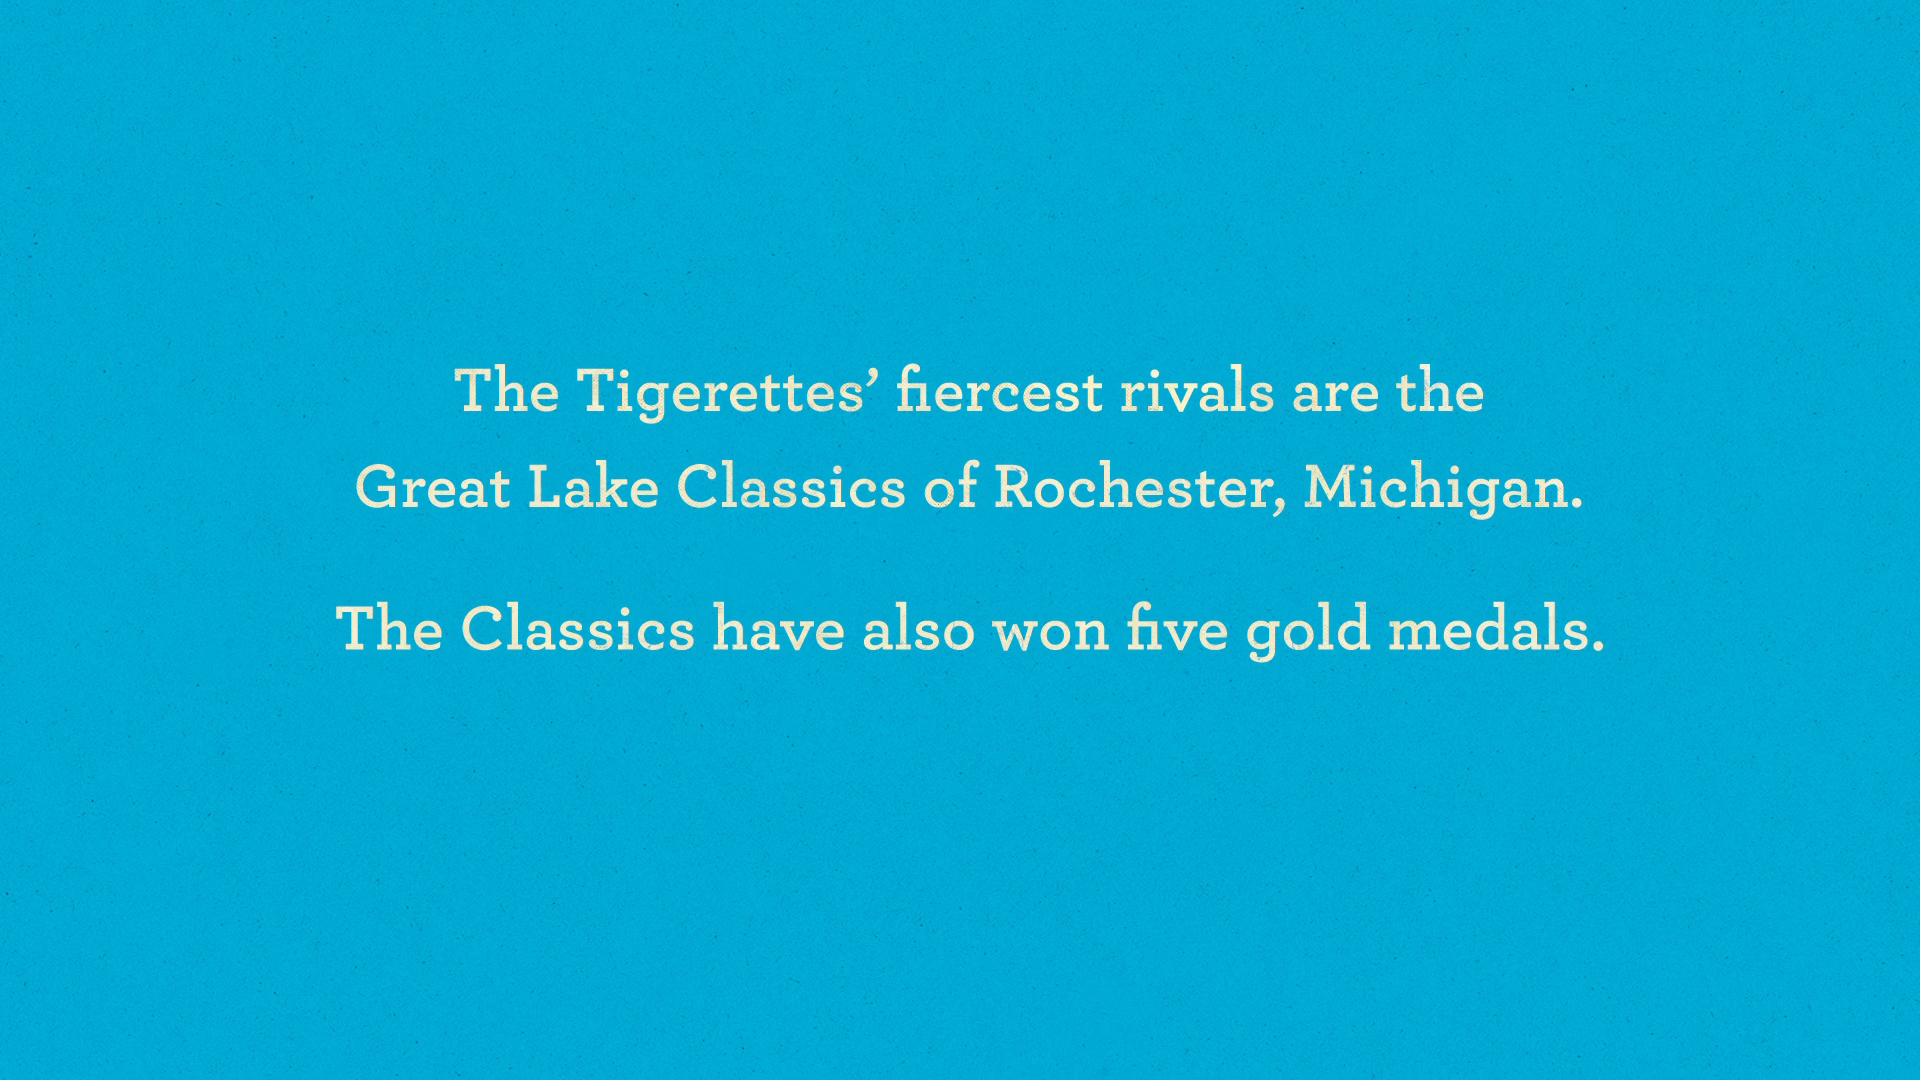 The Tigerettes’ fiercest rivals are the
Great Lake Classics of Rochester, Michigan.
The Classics have also won five gold medals.